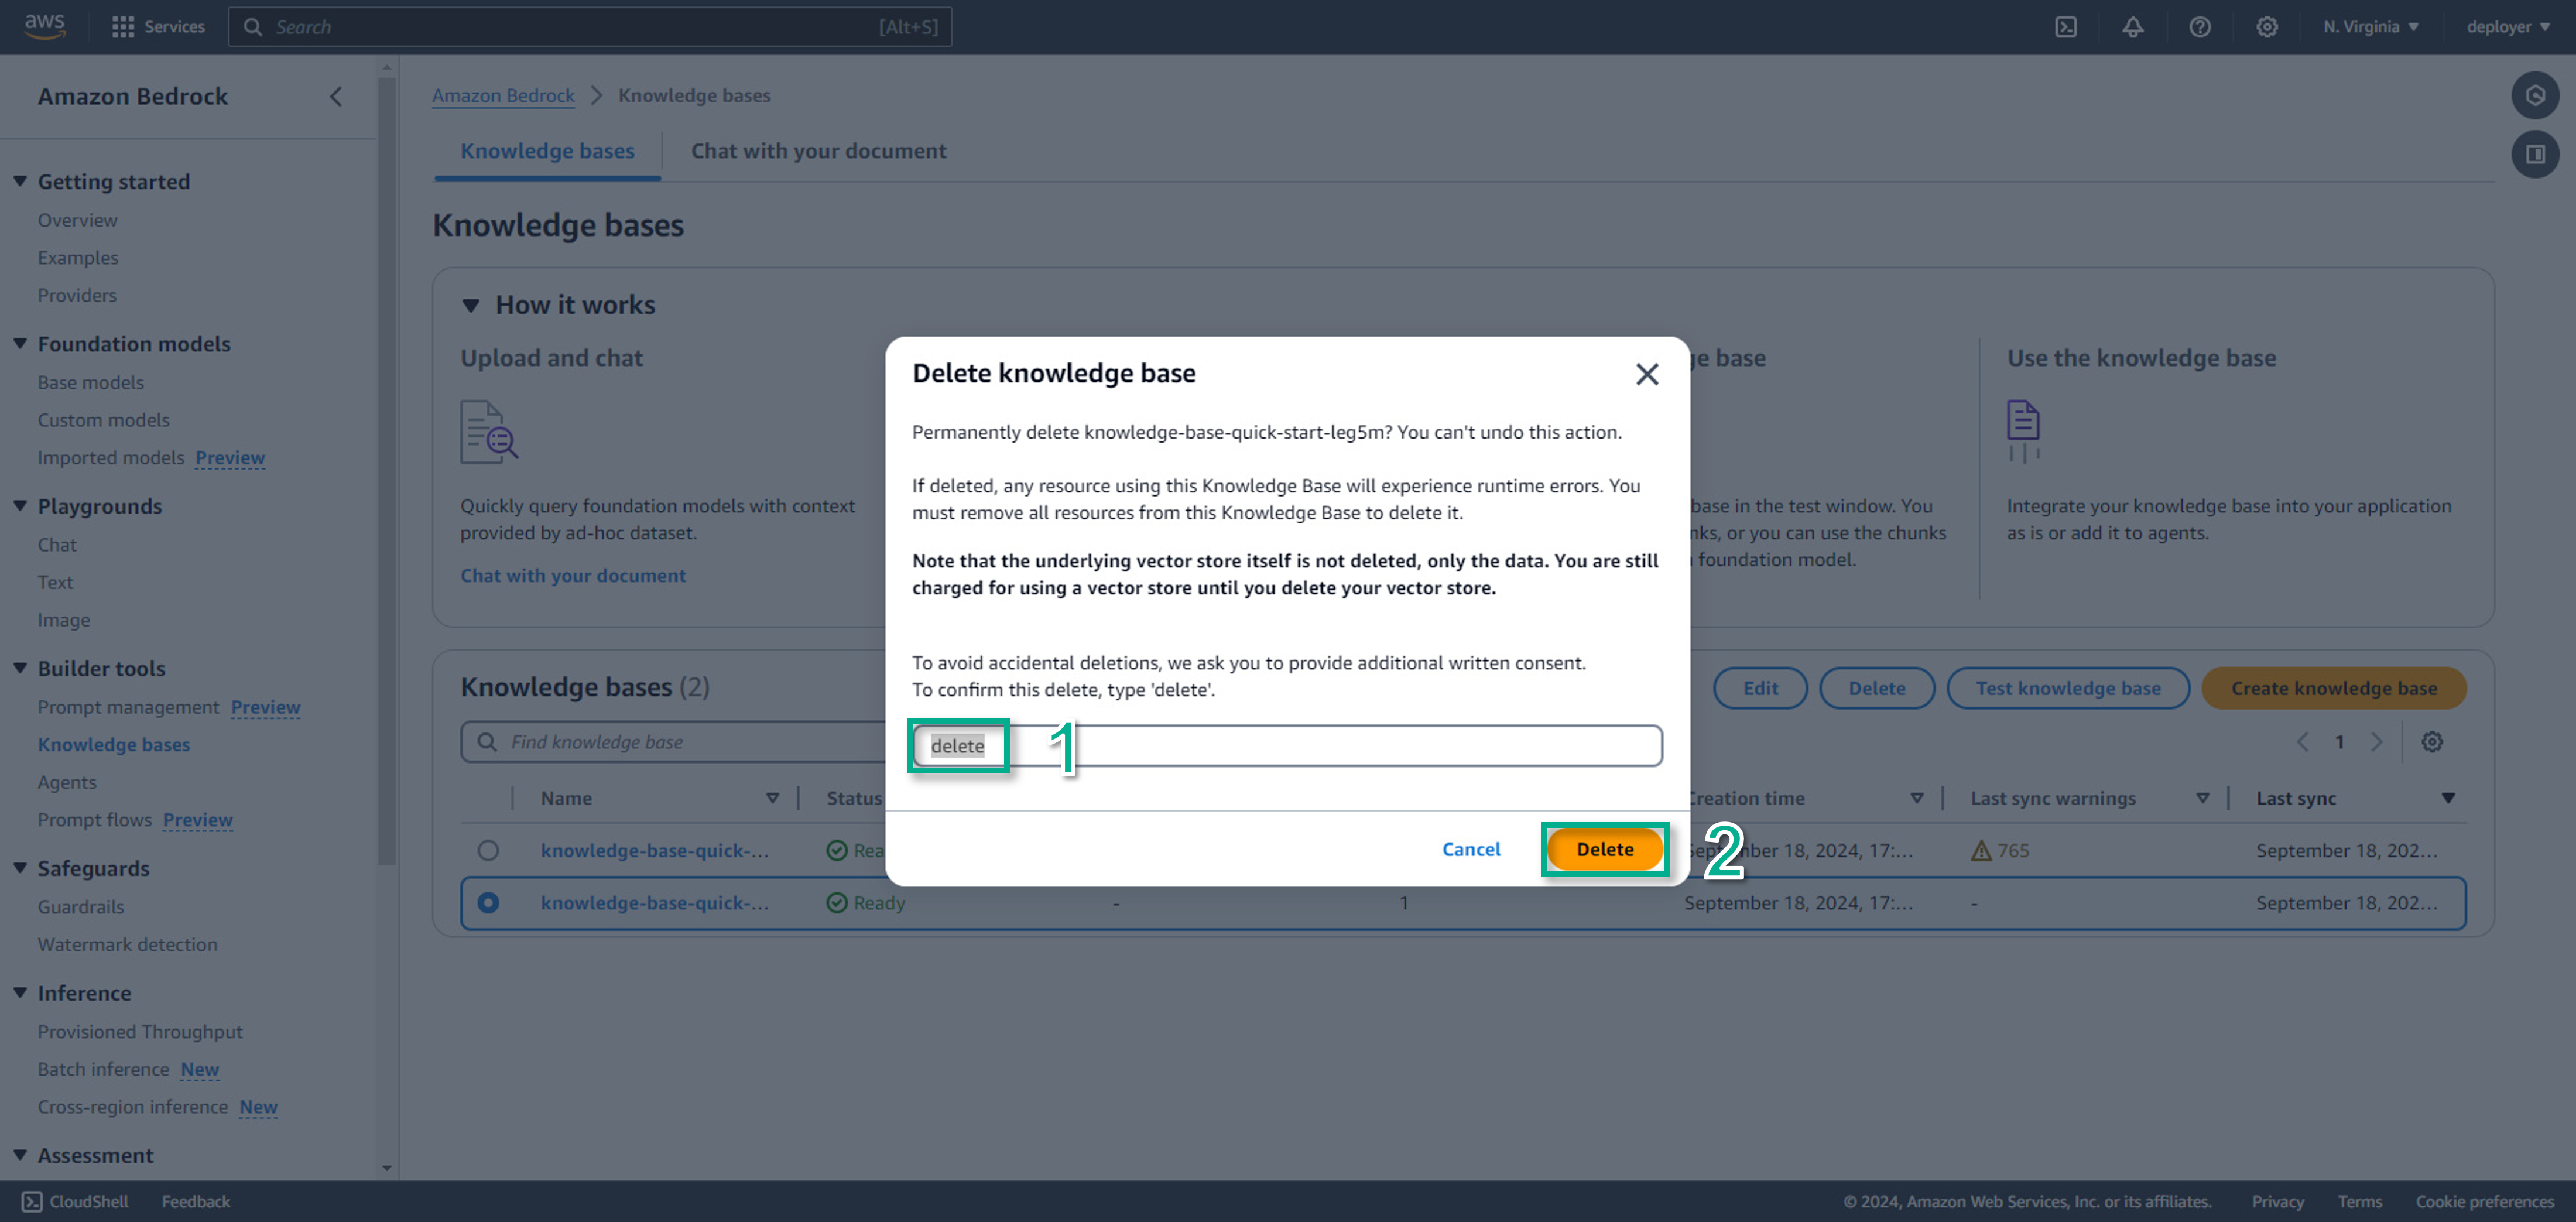 aws
Services
Search
[Alt+S]
N. Virginia
deployer
Amazon Bedrock
Getting started
Overview
Examples
Providers
Foundation models
Base models
Custom models
Imported models Preview
Playgrounds
Chat
Text
Image
Builder tools
Prompt management Preview
Knowledge bases
Agents
Prompt flows Preview
Safeguards
Guardrails
Watermark detection
Inference
Provisioned Throughput
Batch inference New
Cross-region inference New
Assessment
Amazon Bedrock > Knowledge bases
Knowledge bases
Chat with your document
Knowledge bases
How it works
Upload and chat
Quickly query foundation models with context
provided by ad-hoc dataset.
Chat with your document
base
base in the test window. You
or you can use the chunks
foundation model.
Use the knowledge base
Integrate your knowledge base into your application
as is or add it to agents.
Delete knowledge base
Permanently delete knowledge-base-quick-start-leg5m? You can't undo this action.
If deleted, any resource using this Knowledge Base will experience runtime errors. You
must remove all resources from this Knowledge Base to delete it.
Note that the underlying vector store itself is not deleted, only the data. You are still
charged for using a vector store until you delete your vector store.
To avoid accidental deletions, we ask you to provide additional written consent.
To confirm this delete, type 'delete'.
delete
1
Cancel
Delete
2
Knowledge bases (2)
Edit
Delete
Test knowledge base
Create knowledge base
Find knowledge base
1
Name
Status
Creation time
Last sync warnings
Last sync
knowledge-base-quick-...
Rea
September 18, 2024, 17:...
765
September 18, 202...
knowledge-base-quick-...
Ready
-
1
September 18, 2024, 17:...
-
September 18, 202...
CloudShell
Feedback
© 2024, Amazon Web Services, Inc. or its affiliates.
Privacy
Terms
Cookie preferences